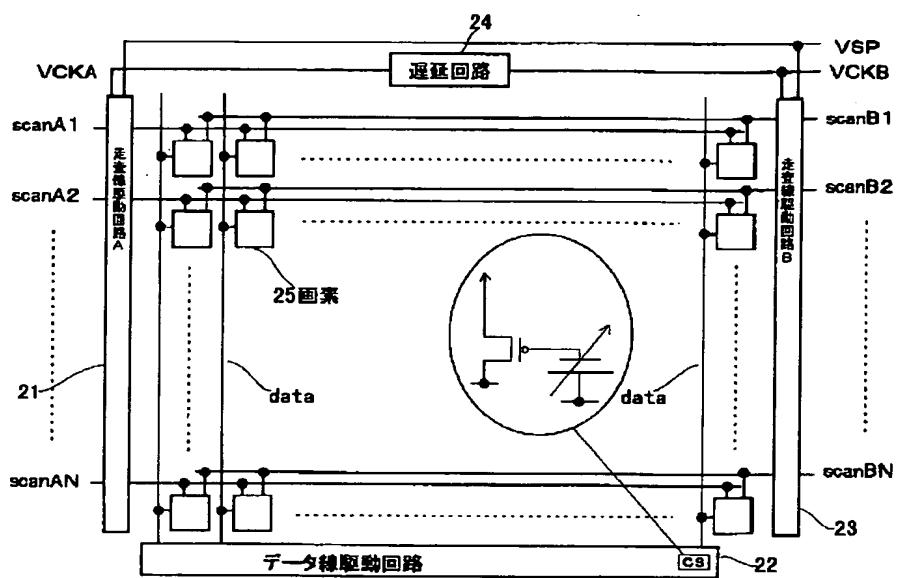 24
VSP
VCKA
遅延回路
VCKB
scanA1
scanB1
走査線駆動回路A
走査線駆動回路B
scanA2
scanB2
25画素
21
data
data
scanAN
scanBN
23
データ線駆動回路
CS
22